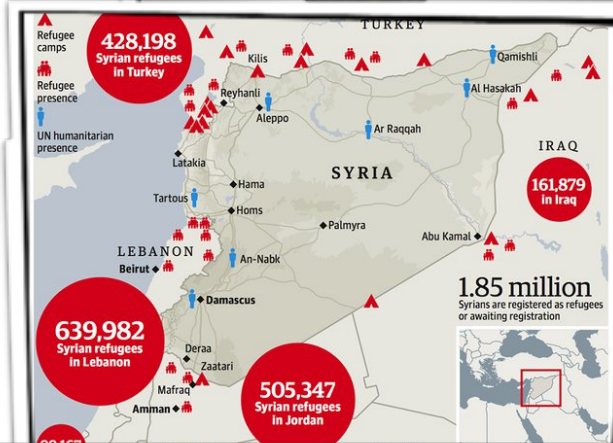 TURKEY
Refugee
camps
Refugee
presence
UN humanitarian
presence
428,198
Syrian refugees
in Turkey
Kilis
Qamishli
Reyhanli
Al Hasakah
Aleppo
Ar Raqqah
Latakia
SYRIA
IRAQ
161,879
in Iraq
Hama
Tartous
Homs
Palmyra
Abu Kamal
LEBANON
An-Nabk
Beirut
1.85 million
Syrians are registered as refugees
or awaiting registration
Damascus
639,982
Syrian refugees
in Lebanon
Deraa
Zaatari
Mafraq
505,347
Syrian refugees
in Jordan
Amman